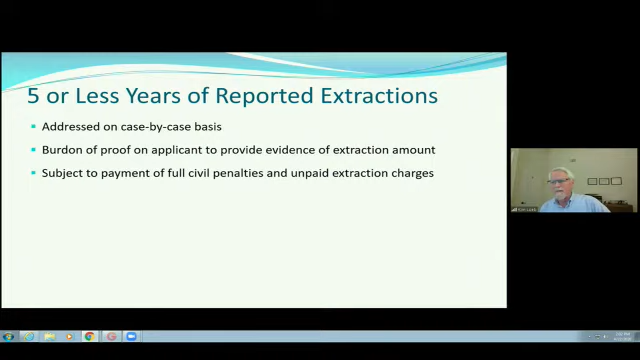 5 or Less Years of Reported Extractions
Addressed on case-by-case basis
Burdon of proof on applicant to provide evidence of extraction amount
Subject to payment of full civil penalties and unpaid extraction charges